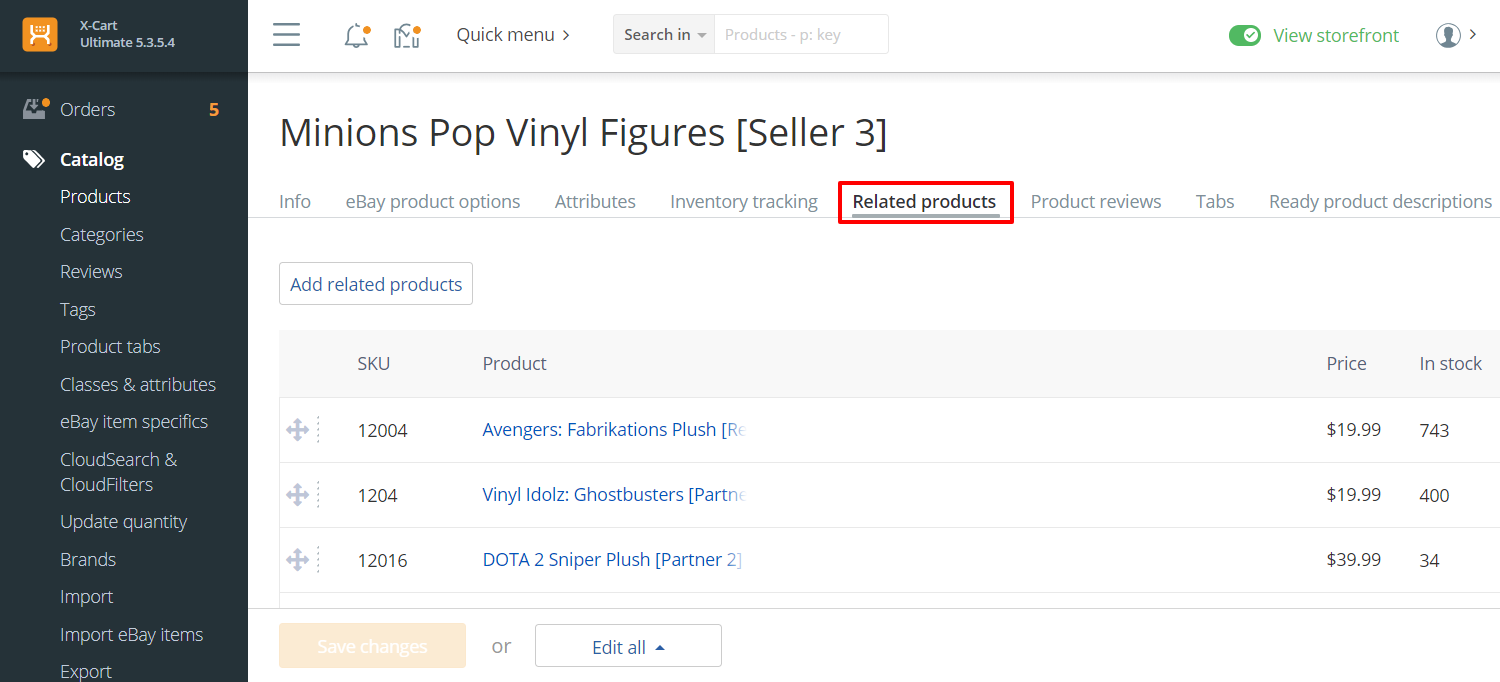 X-Cart
Ultimate 5.3.5.4
Quick menu
Search in
Products - p: key
View storefront
Orders 5
Catalog
Products
Categories
Reviews
Tags
Product tabs
Classes & attributes
eBay item specifics
CloudSearch &
CloudFilters
Update quantity
Brands
Import
Import eBay items
Export
Minions Pop Vinyl Figures [Seller 3]
Info eBay product options Attributes Inventory tracking Related products Product reviews Tabs Ready product descriptions
Add related products
SKU Product Price In stock
12004 Avengers: Fabrikations Plush [Re $19.99 743
1204 Vinyl Idolz: Ghostbusters [Partne $19.99 400
12016 DOTA 2 Sniper Plush [Partner 2] $39.99 34
Save changes or Edit all